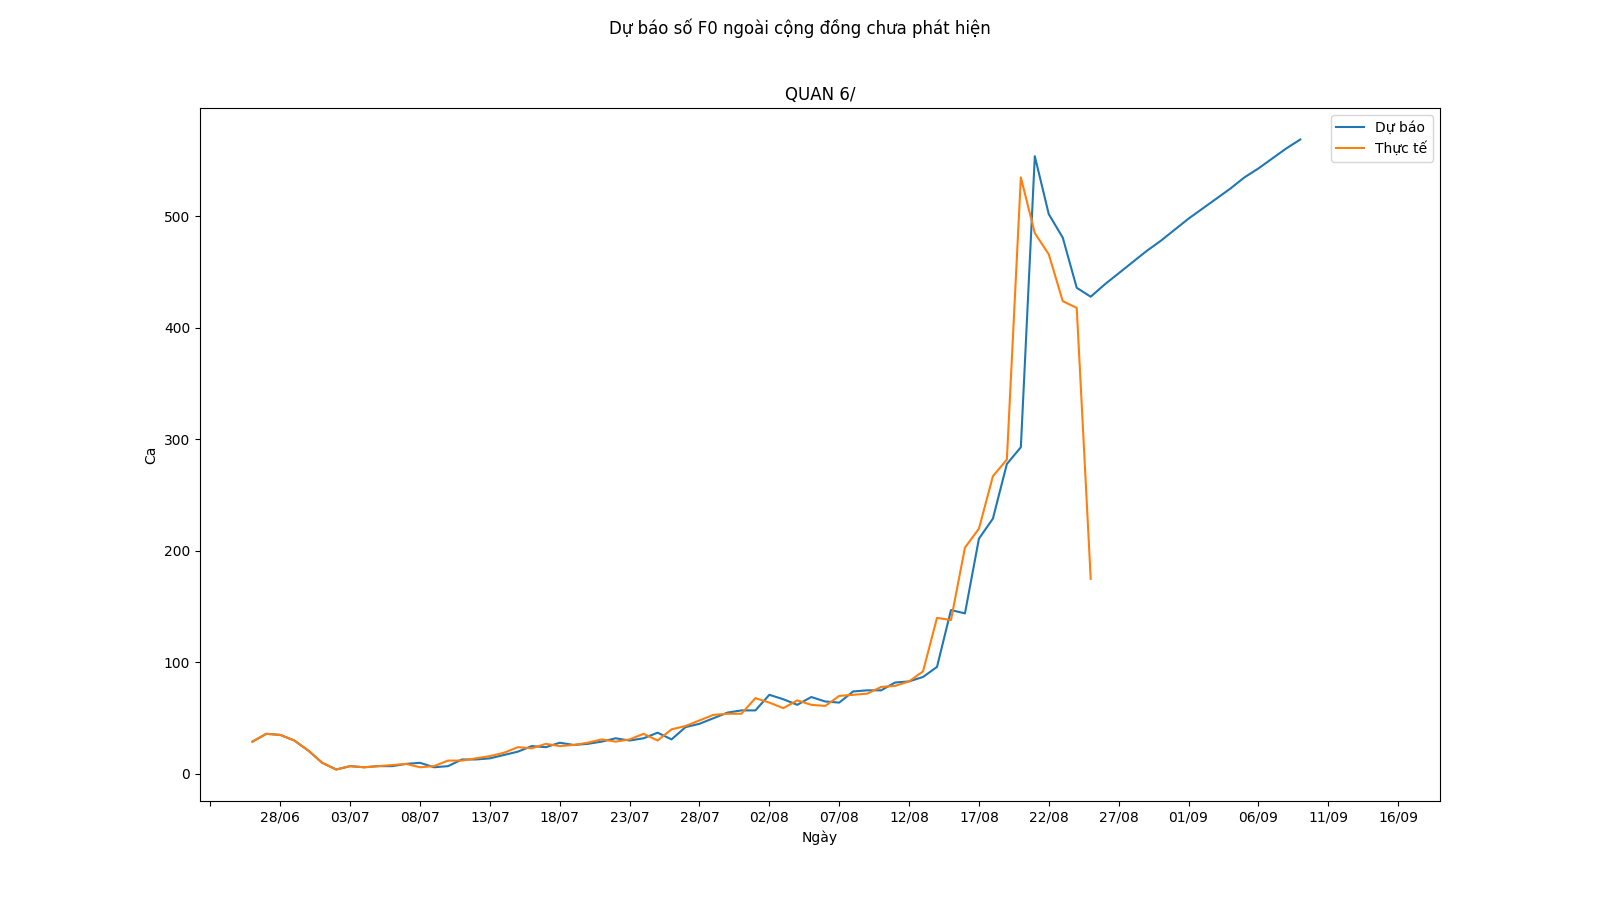 Dự báo số F0 ngoài cộng đồng chưa phát hiện
QUAN 6/
Dự báo
Thực tế
500
400
300
200
100
0
Ca
28/06 03/07 08/07 13/07 18/07 23/07 28/07 02/08 07/08 12/08 17/08 22/08 27/08 01/09 06/09 11/09 16/09
Ngày